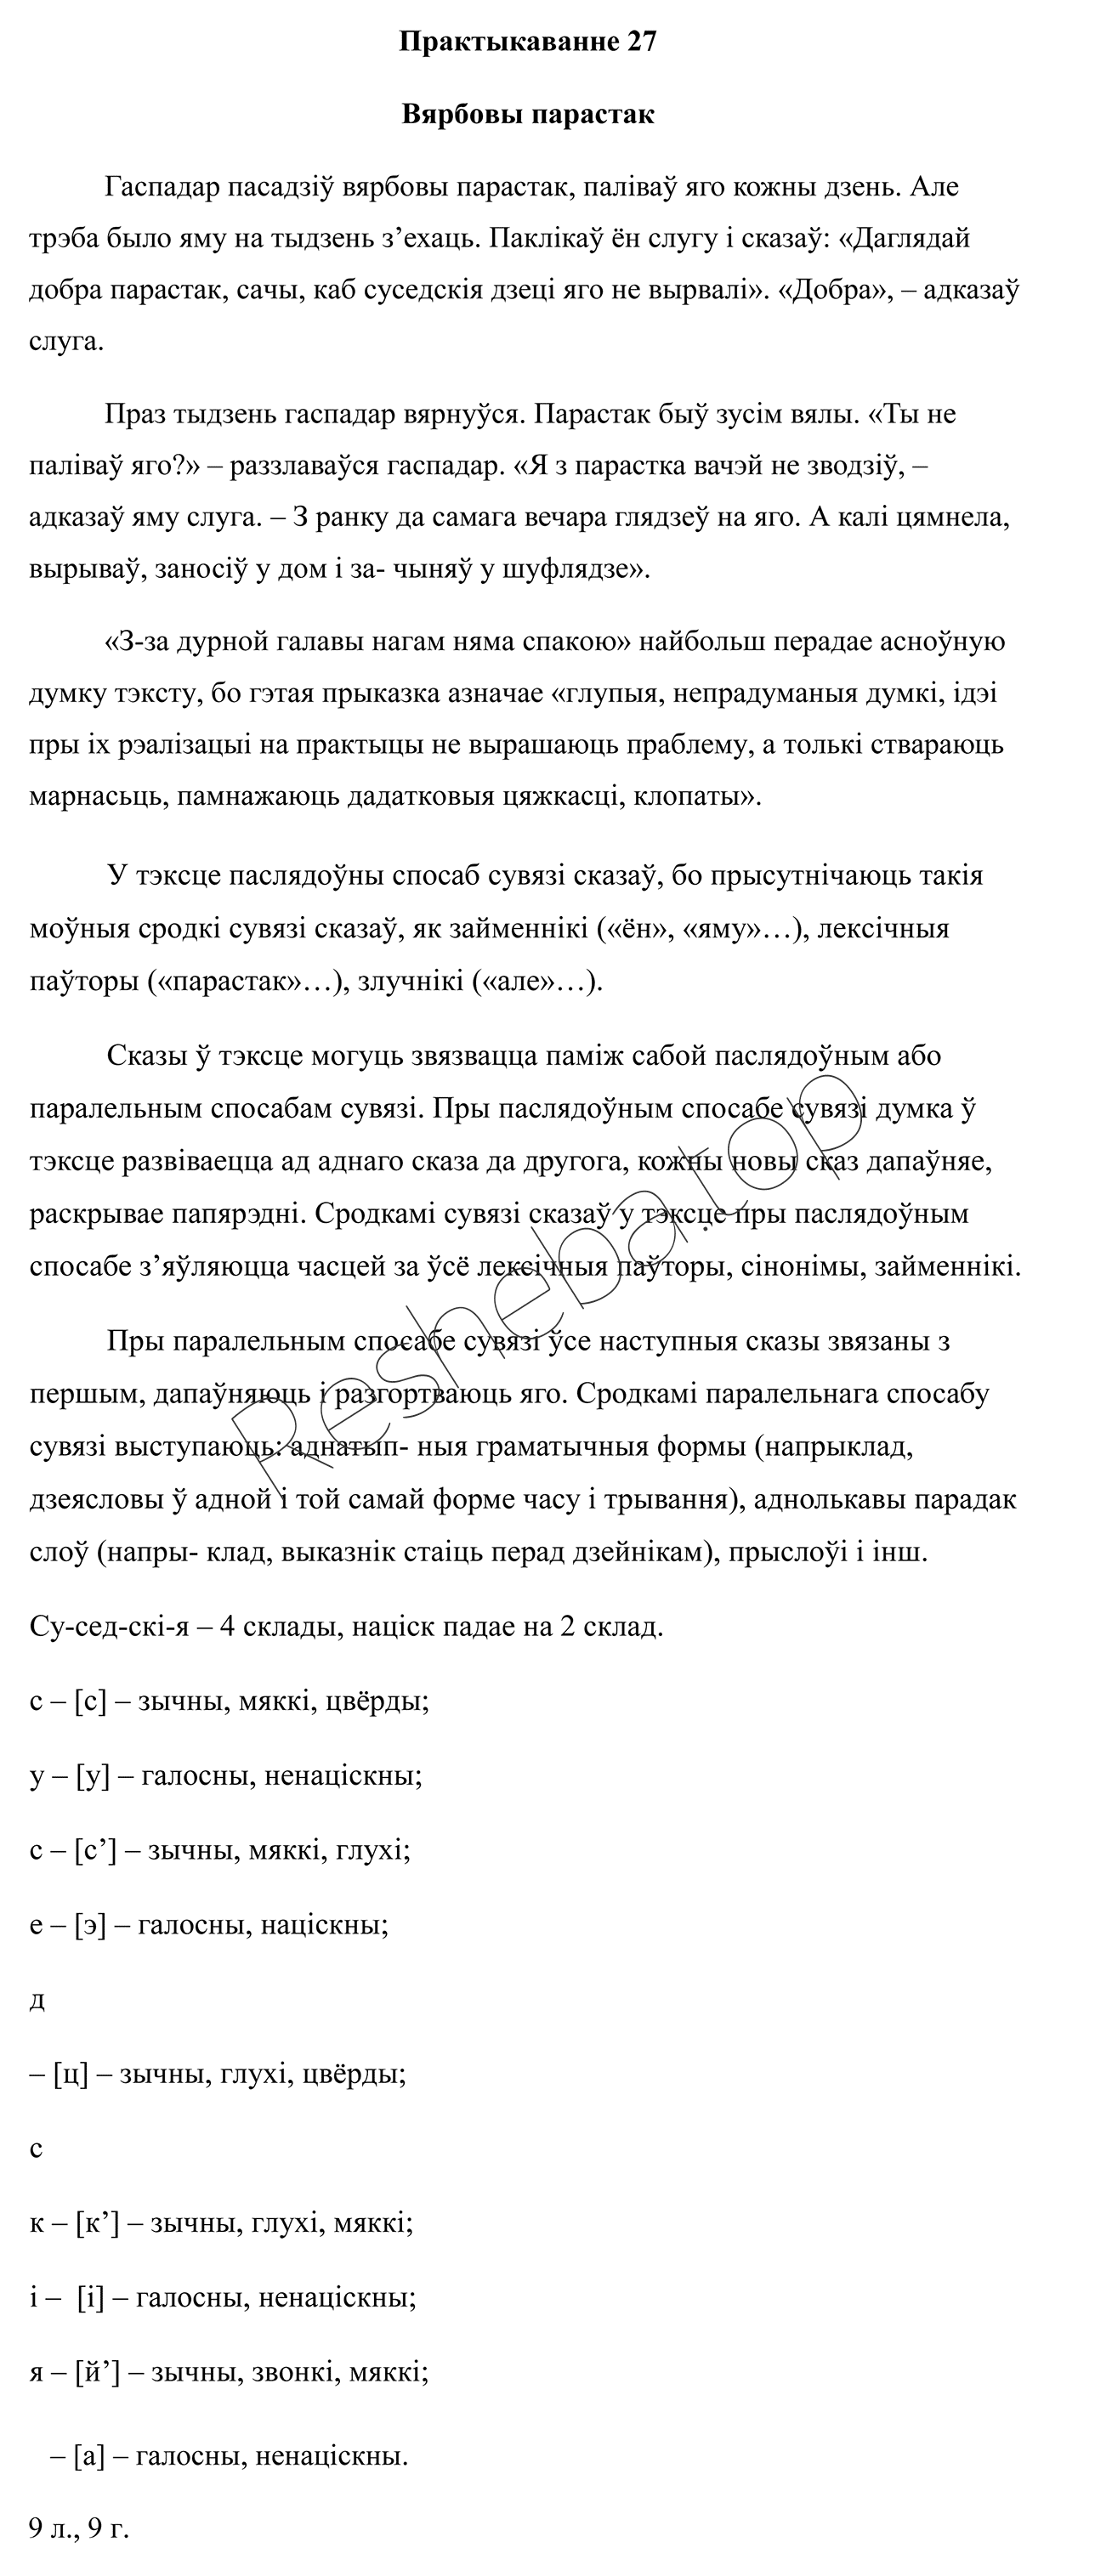 Практыкаванне 27
Вярбовы парастак
Гаспадар пасадзіў вярбовы парастак, паліваў яго кожны дзень. Але
трэба было яму на тыдзень з’ехаць. Паклікаў ён слугу і сказаў: «Даглядай
добра парастак, сачы, каб суседскія дзеці яго не вырвалі». «Добра», – адказаў
слуга.
Праз тыдзень гаспадар вярнуўся. Парастак быў зусім вялы. «Ты не
паліваў яго?» – раззлаваўся гаспадар. «Я з парастка вачэй не зводзіў, –
адказаў яму слуга. – З ранку да самага вечара глядзеў на яго. А калі цямнела,
вырываў, заносіў у дом і за- чыняў у шуфлядзе».
«З-за дурной галавы нагам няма спакою» найбольш перадае асноўную
думку тэксту, бо гэтая прыказка азначае «глупыя, непрадуманыя думкі, ідэі
пры іх рэалізацыі на практыцы не вырашаюць праблему, а толькі ствараюць
марнасьць, памнажаюць дадатковыя цяжкасці, клопаты».
У тэксце паслядоўны спосаб сувязі сказаў, бо прысутнічаюць такія
моўныя сродкі сувязі сказаў, як займеннікі («ён», «яму»…), лексічныя
паўторы («парастак»…), злучнікі («але»…).
Сказы ў тэксце могуць звязвацца паміж сабой паслядоўным або
паралельным спосабам сувязі. Пры паслядоўным спосабе сувязі думка ў
тэксце развіваецца ад аднаго сказа да другога, кожны новы сказ дапаўняе,
раскрывае папярэдні. Сродкамі сувязі сказаў у тэксце пры паслядоўным
спосабе з’яўляюцца часцей за ўсё лексічныя паўторы, сінонімы, займеннікі.
Пры паралельным спосабе сувязі ўсе наступныя сказы звязаны з
першым, дапаўняюць і разгортваюць яго. Сродкамі паралельнага спосабу
сувязі выступаюць: аднатып- ныя граматычныя формы (напрыклад,
дзеясловы ў адной і той самай форме часу і трывання), аднолькавы парадак
слоў (напры- клад, выказнік стаіць перад дзейнікам), прыслоўі і інш.
Су-сед-скі-я – 4 склады, націск падае на 2 склад.
с – [с] – зычны, мяккі, цвёрды;
у – [у] – галосны, ненаціскны;
с – [с’] – зычны, мяккі, глухі;
е – [э] – галосны, націскны;
д
– [ц] – зычны, глухі, цвёрды;
с
к – [к’] – зычны, глухі, мяккі;
і – [і] – галосны, ненаціскны;
я – [й’] – зычны, звонкі, мяккі;
– [а] – галосны, ненаціскны.
9 л., 9 г.
Resheba.top